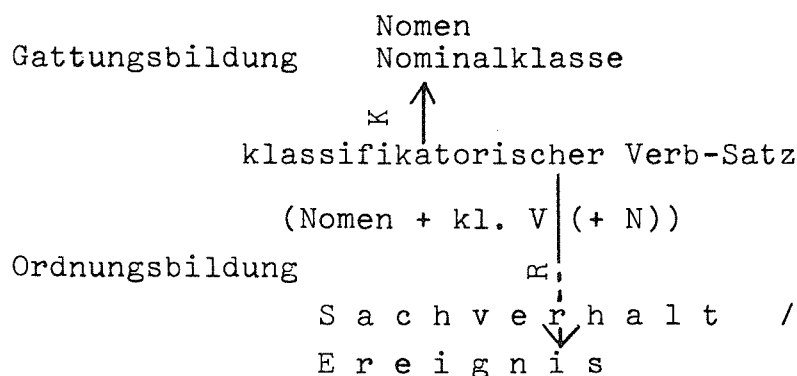 Nomen
Gattungsbildung Nominalklasse
K
klassifikatorischer Verb-Satz
(Nomen + kl. V (+ N))
Ordnungsbildung R
S a c h v e r h a l t /
E r e i g n i s